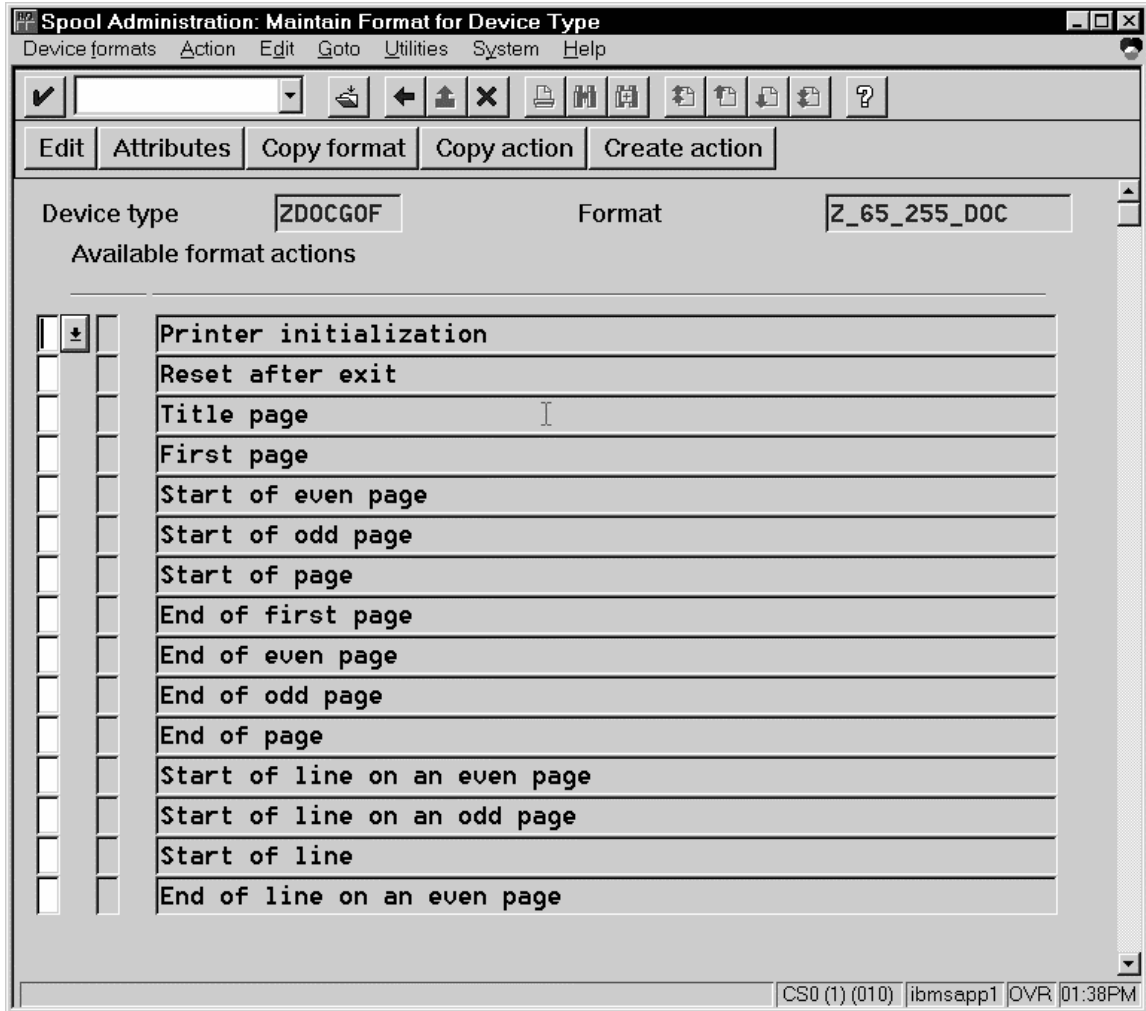 Spool Administration: Maintain Format for Device Type
Device formats Action Edit Goto Utilities System Help
Edit Attributes Copy format Copy action Create action
Device type ZDOCGOF Format Z_65_255_DOC
Available format actions
Printer initialization
Reset after exit
Title page
First page
Start of even page
Start of odd page
Start of page
End of first page
End of even page
End of odd page
End of page
Start of line on an even page
Start of line on an odd page
Start of line
End of line on an even page
CS0 (1) (010) ibmsapp1 OVR 01:38PM